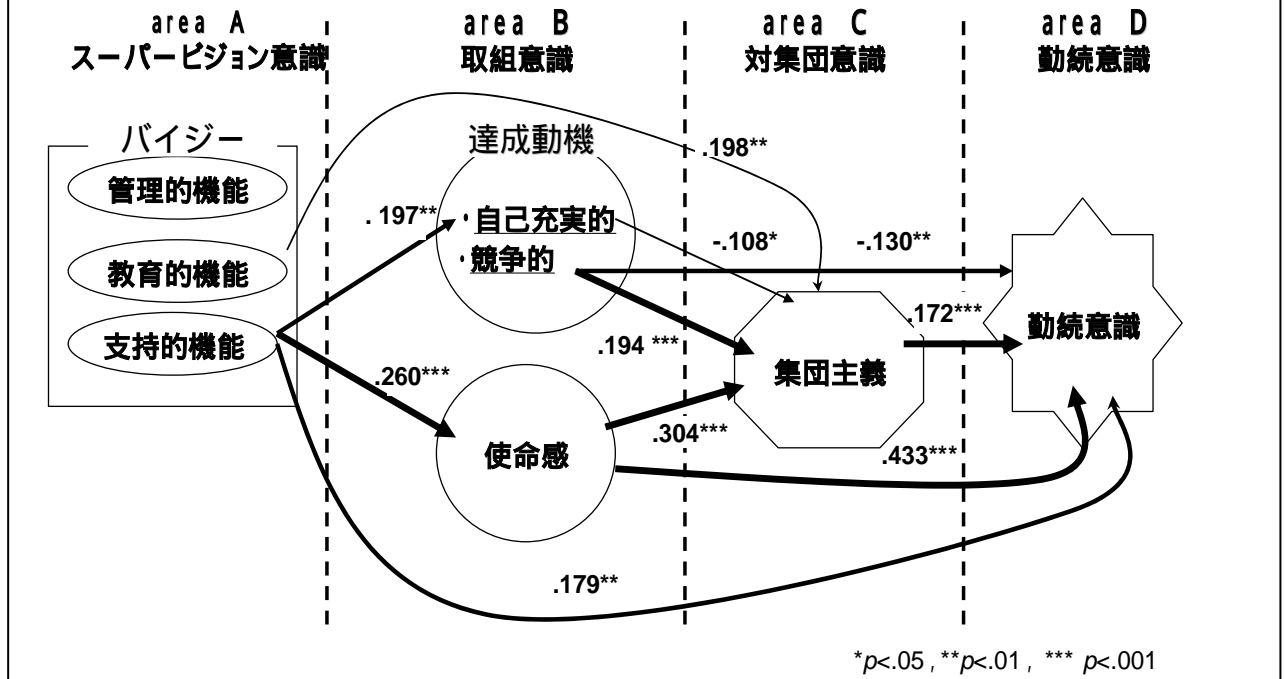 area A
スーパービジョン意識
area B
取組意識
area C
対集団意識
area D
勤続意識
バイジー
管理的機能
教育的機能
支持的機能
達成動機
・自己充実的
・競争的
使命感
集団主義
勤続意識
.198**
.197**
-.108*
-.130**
.172***
.194 ***
.260***
.304***
.433***
.179**
*p<.05 , **p<.01 , *** p<.001